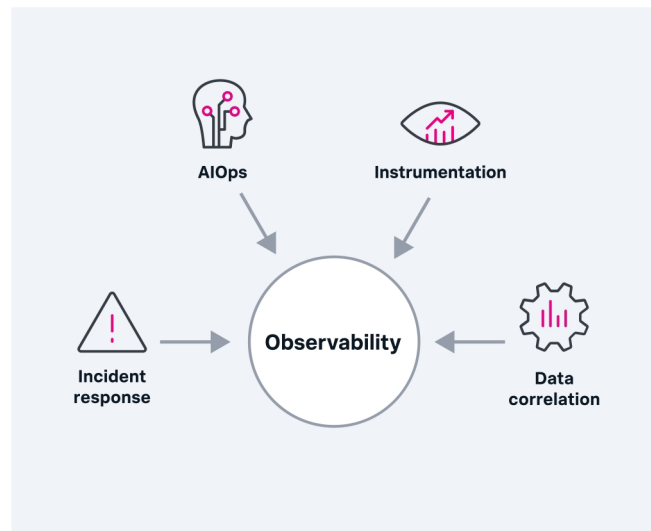 AIOps
Instrumentation
Observability
Incident
response
Data
correlation